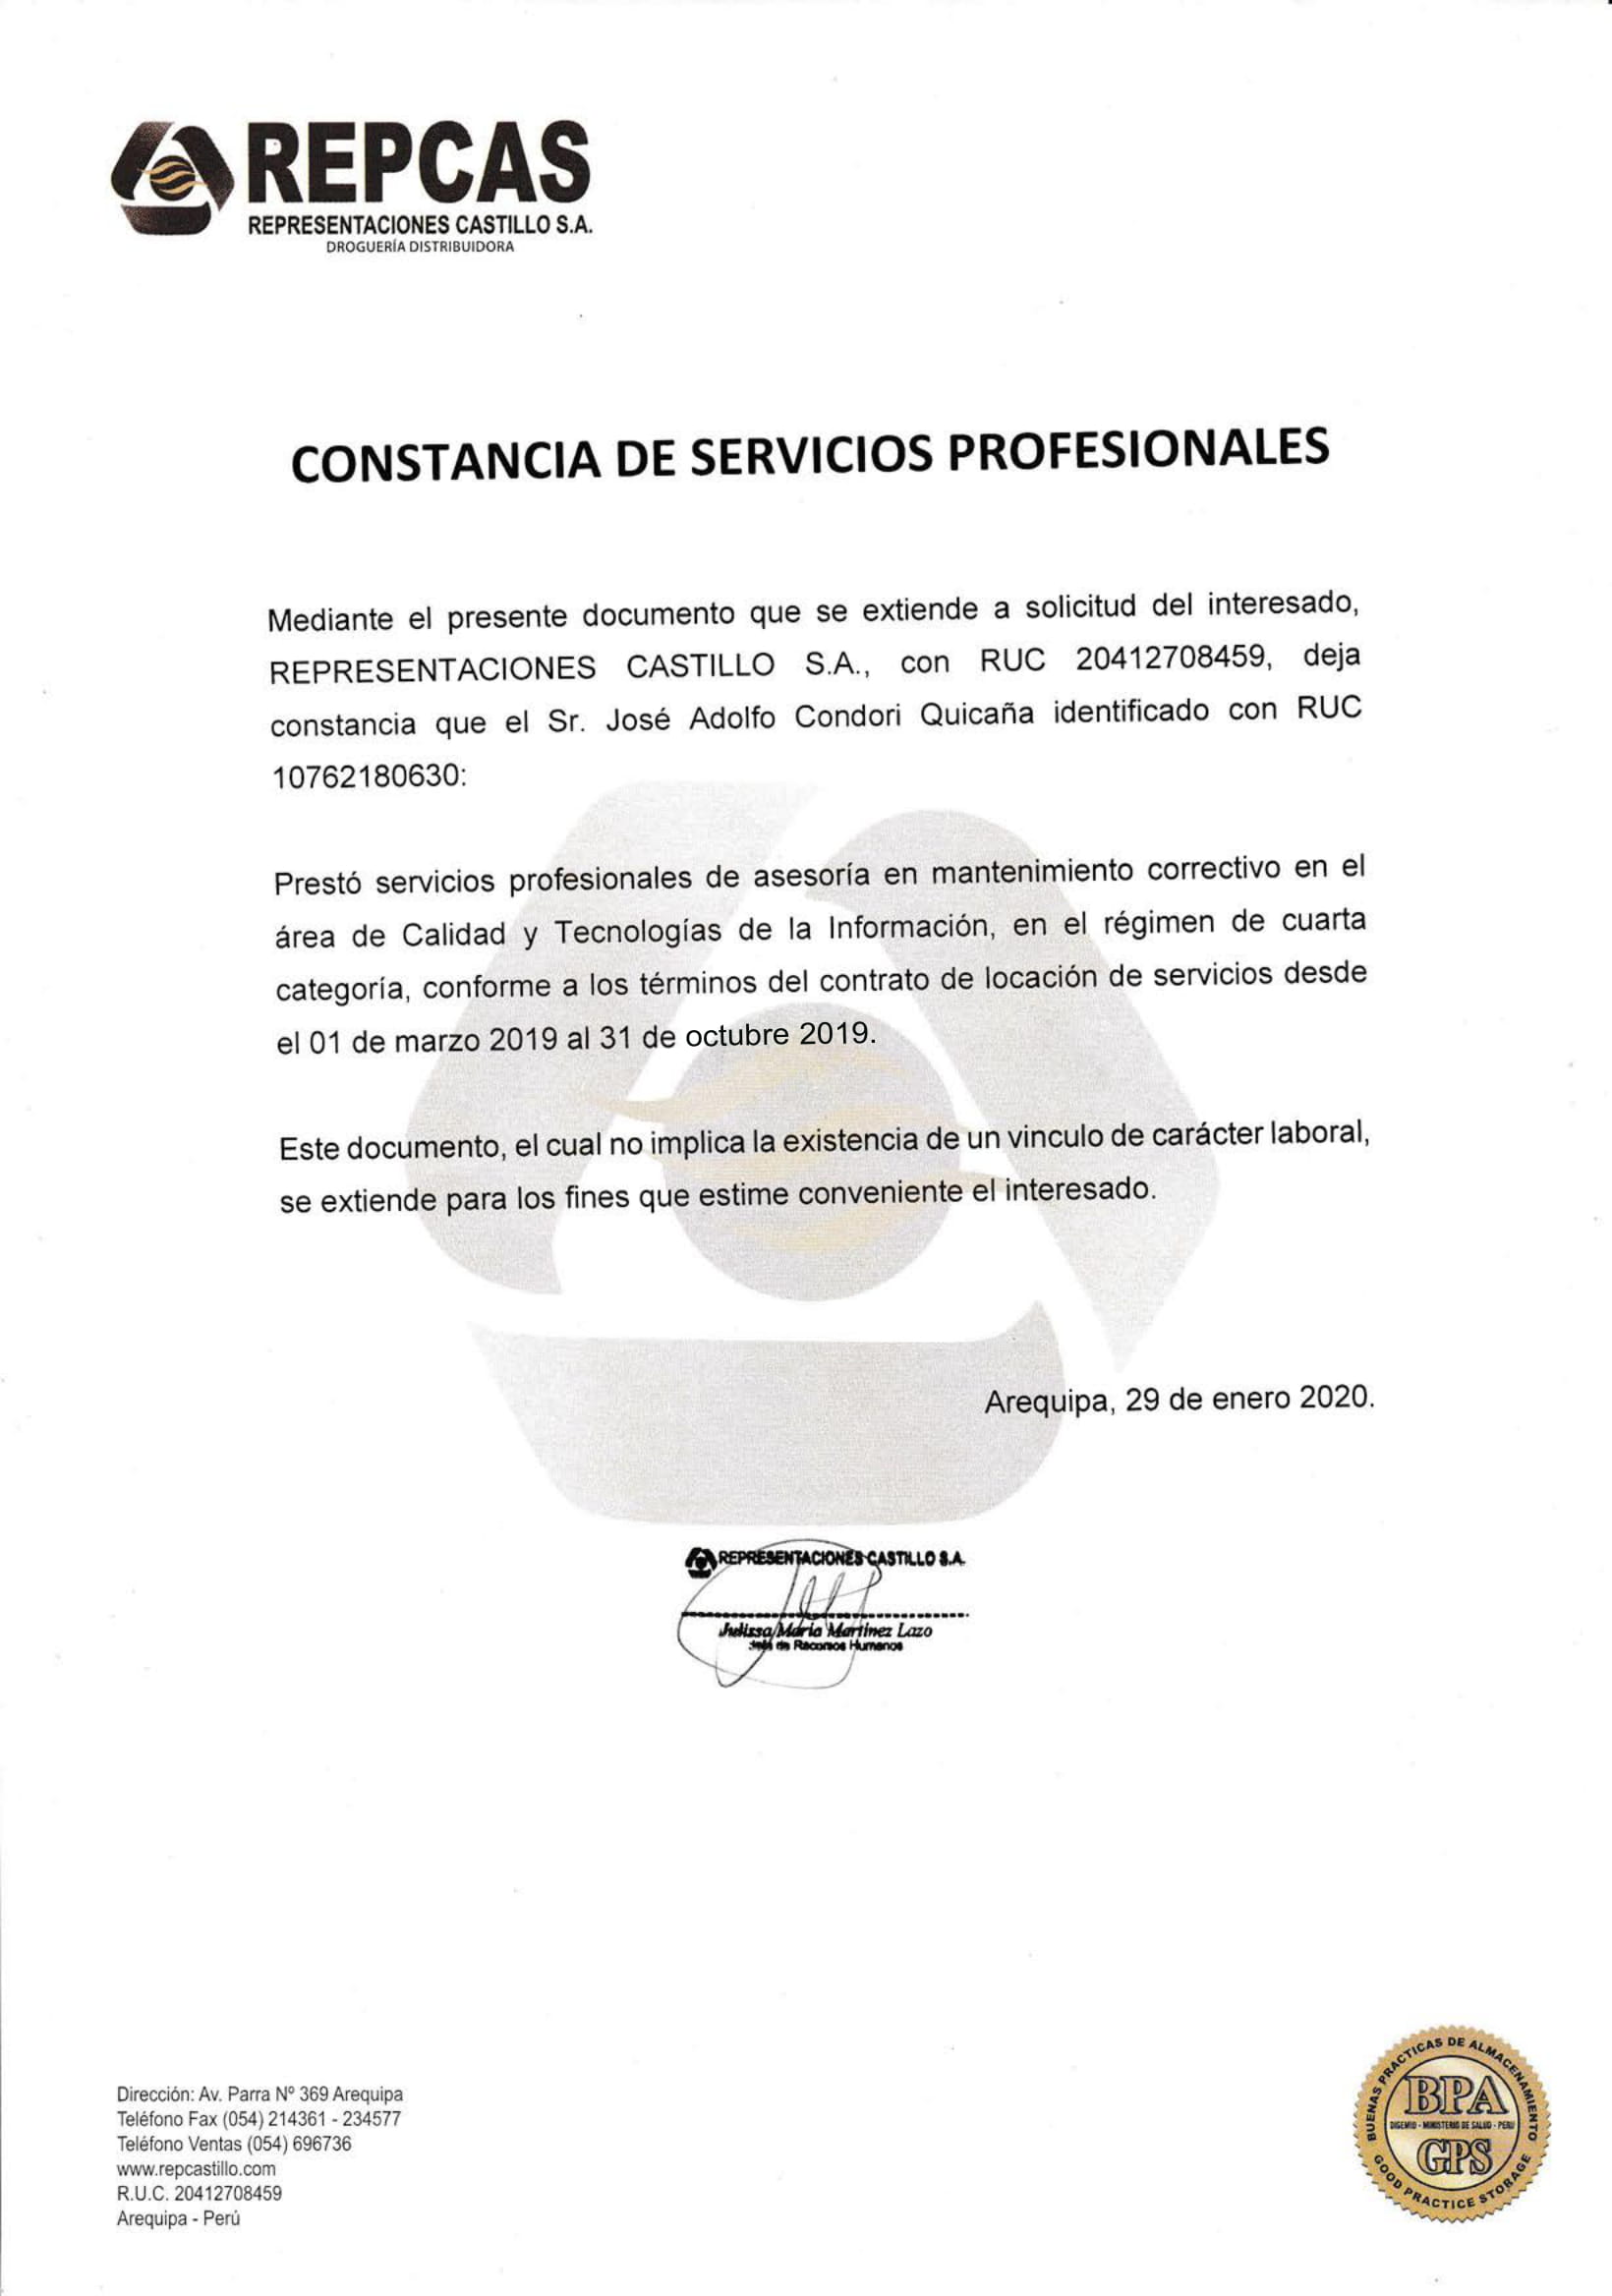 REPCAS
REPRESENTACIONES CASTILLO S.A.
DROGUERÍA DISTRIBUIDORA
CONSTANCIA DE SERVICIOS PROFESIONALES
Mediante el presente documento que se extiende a solicitud del interesado,
REPRESENTACIONES CASTILLO S.A., con RUC 20412708459, deja
constancia que el Sr. José Adolfo Condori Quicaña identificado con RUC
10762180630:
Prestó servicios profesionales de asesoría en mantenimiento correctivo en el
área de Calidad y Tecnologías de la Información, en el régimen de cuarta
categoría, conforme a los términos del contrato de locación de servicios desde
el 01 de marzo 2019 al 31 de octubre 2019.
Este documento, el cual no implica la existencia de un vinculo de carácter laboral,
se extiende para los fines que estime conveniente el interesado.
Arequipa, 29 de enero 2020.
REPRESENTACIONES CASTILLO S.A.
Julissa María Martínez Lazo
Jefe de Recursos Humanos
Dirección: Av. Parra Nº 369 Arequipa
Teléfono Fax (054) 214361 - 234577
Teléfono Ventas (054) 696736
www.repcastillo.com
R.U.C. 20412708459
Arequipa - Perú
BUENAS PRACTICAS DE ALMACENAMIENTO
BPA
DIGEMID - MINISTERIO DE SALUD - PERU
GPS
GOOD PRACTICE STORAGE